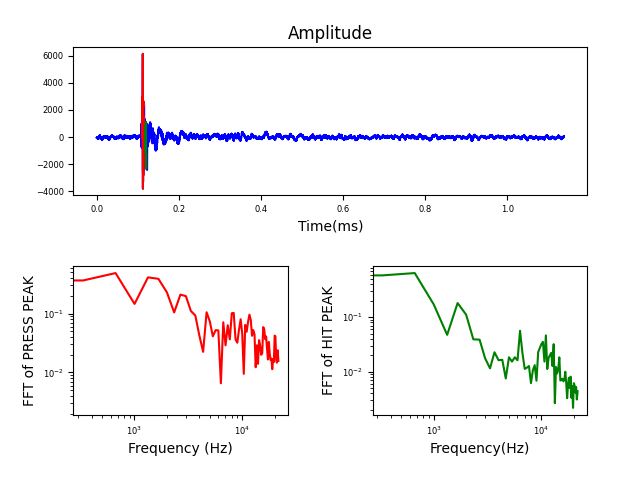 Amplitude
6000
4000
2000
0
−2000
−4000
0.0 0.2 0.4 0.6 0.8 1.0
Time(ms)
FFT of PRESS PEAK
10⁻¹
10⁻²
10³ 10⁴
Frequency (Hz)
FFT of HIT PEAK
10⁻¹
10⁻²
10³ 10⁴
Frequency(Hz)